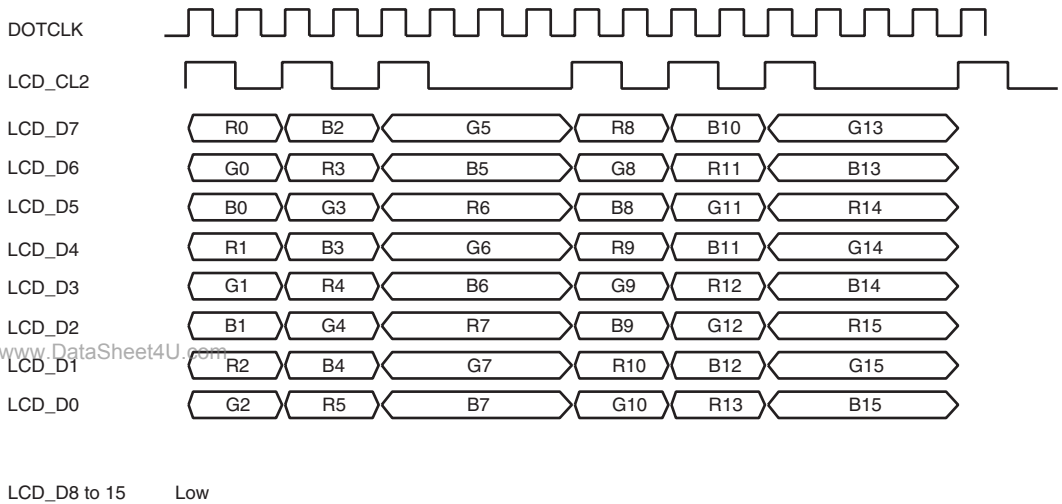 DOTCLK
LCD_CL2
LCD_D7 R0 B2 G5 R8 B10 G13
LCD_D6 G0 R3 B5 G8 R11 B13
LCD_D5 B0 G3 R6 B8 G11 R14
LCD_D4 R1 B3 G6 R9 B11 G14
LCD_D3 G1 R4 B6 G9 R12 B14
LCD_D2 B1 G4 R7 B9 G12 R15
www.DataSheet4U.com
LCD_D1 R2 B4 G7 R10 B12 G15
LCD_D0 G2 R5 B7 G10 R13 B15
LCD_D8 to 15 Low